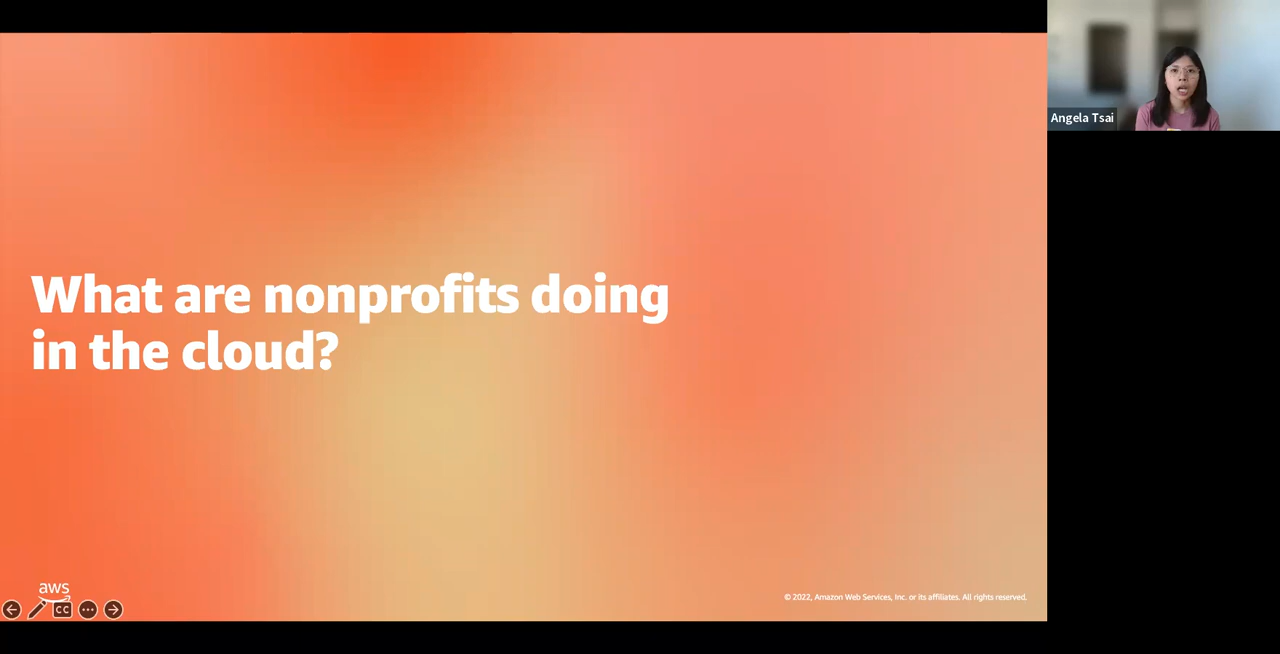 Angela Tsai
What are nonprofits doing
in the cloud?
aws
CC
© 2022, Amazon Web Services, Inc. or its affiliates. All rights reserved.